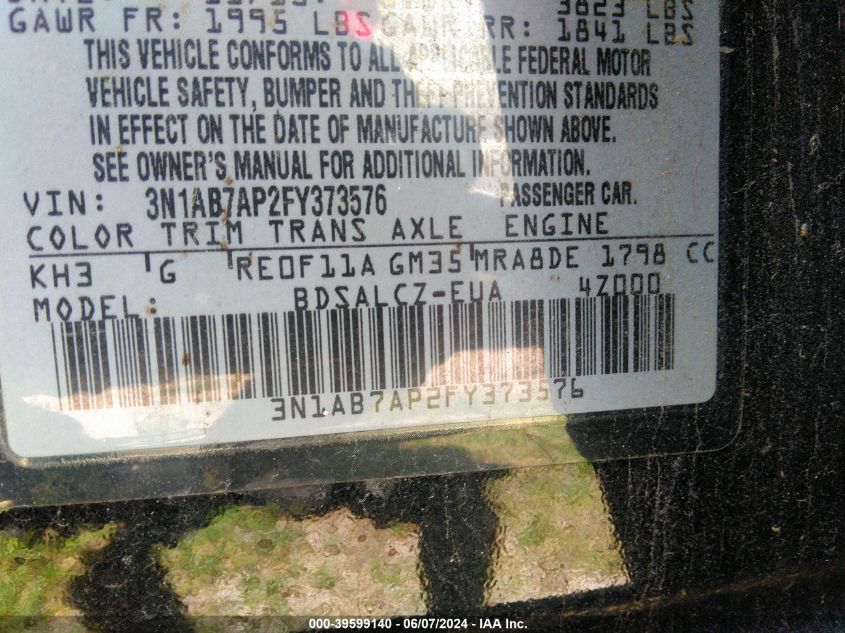 GAWR FR: 1995 LBS GAWR RR: 1841 LBS
3823 LBS
THIS VEHICLE CONFORMS TO ALL APPLICABLE FEDERAL MOTOR
VEHICLE SAFETY, BUMPER AND THEFT PREVENTION STANDARDS
IN EFFECT ON THE DATE OF MANUFACTURE SHOWN ABOVE.
SEE OWNER'S MANUAL FOR ADDITIONAL INFORMATION.
VIN: 3N1AB7AP2FY373576 PASSENGER CAR.
COLOR TRIM TRANS AXLE ENGINE
KH3 G RE0F11A GM35 MRA8DE 1798 CC
MODEL: BDSALCZ-EUA 4Z000
3N1AB7AP2FY373576
000-39599140 - 06/07/2024 - IAA Inc.